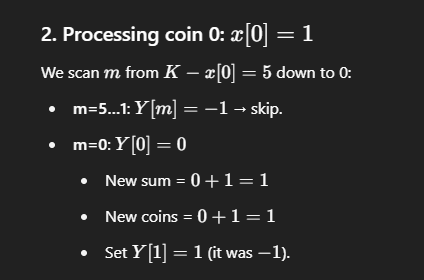 2. Processing coin 0: x[0] = 1
We scan m from K − x[0] = 5 down to 0:
• m=5...1: Y[m] = −1 → skip.
• m=0: Y[0] = 0
• New sum = 0 + 1 = 1
• New coins = 0 + 1 = 1
• Set Y[1] = 1 (it was −1).